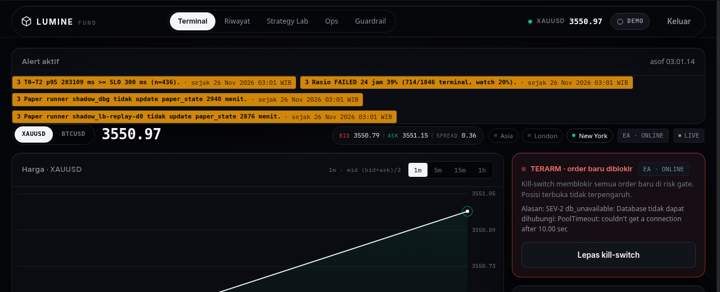 LUMINE FUND
Terminal Riwayat Strategy Lab Ops Guardrail
XAUUSD 3550.97 DEMO Keluar
Alert aktif
asof 03.01.14
3 T0→T2 p95 283109 ms >= SLO 300 ms (n=436). · sejak 26 Nov 2026 03:01 WIB
3 Rasio FAILED 24 jam 39% (714/1846 terminal, watch 20%). · sejak 26 Nov 2026 03:01 WIB
3 Paper runner shadow_dbg tidak update paper_state 2940 menit. · sejak 26 Nov 2026 03:01 WIB
3 Paper runner shadow_lb-replay-d0 tidak update paper_state 2876 menit. · sejak 26 Nov 2026 03:01 WIB
XAUUSD BTCUSD 3550.97
BID 3550.79 ASK 3551.15 SPREAD 0.36
Asia London New York EA · ONLINE LIVE
Harga · XAUUSD
1m · mid (bid+ask)/2 1m 5m 15m 1h
3551.05
3550.89
3550.73
TERARM · order baru diblokir EA · ONLINE
Kill-switch memblokir semua order baru di risk gate.
Posisi terbuka tidak terpengaruh.
Alasan: SEV-2 db_unavailable: Database tidak dapat
dihubungi: PoolTimeout: couldn't get a connection
after 10.00 sec
Lepas kill-switch